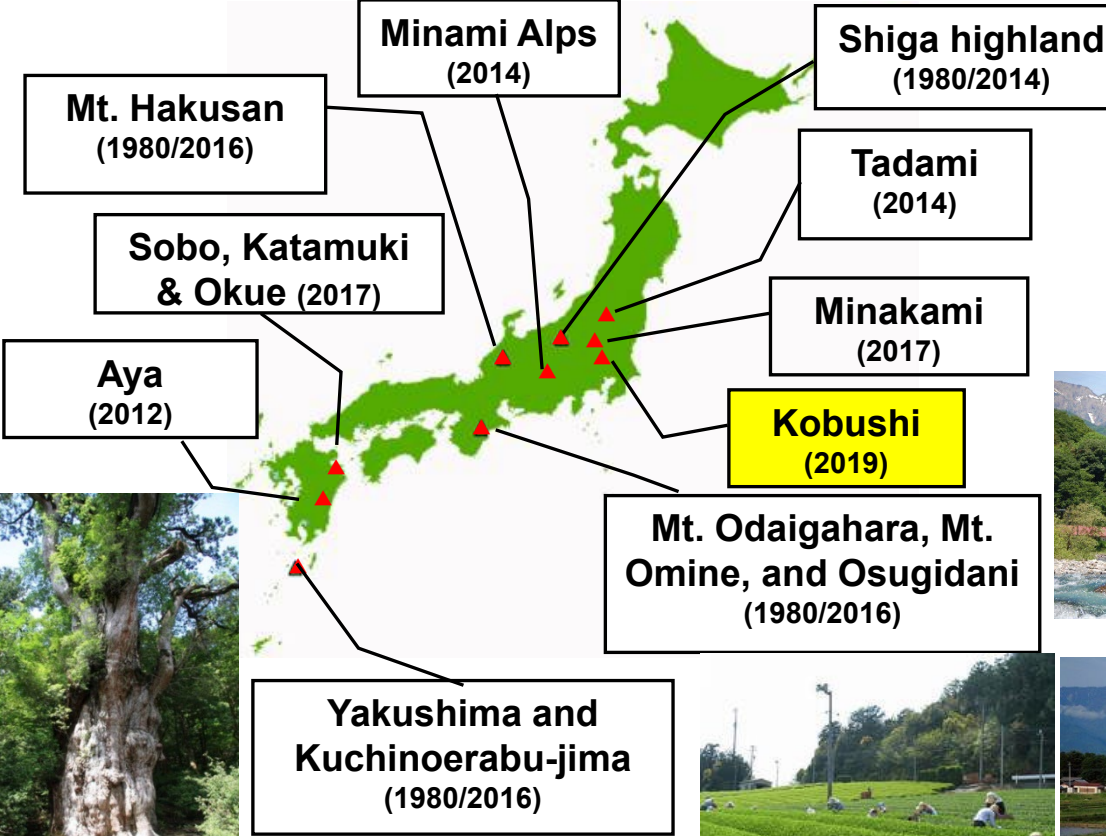 Minami Alps
(2014)
Shiga highland
(1980/2014)
Mt. Hakusan
(1980/2016)
Tadami
(2014)
Sobo, Katamuki
& Okue (2017)
Minakami
(2017)
Aya
(2012)
Kobushi
(2019)
Mt. Odaigahara, Mt.
Omine, and Osugidani
(1980/2016)
Yakushima and
Kuchinoerabu-jima
(1980/2016)